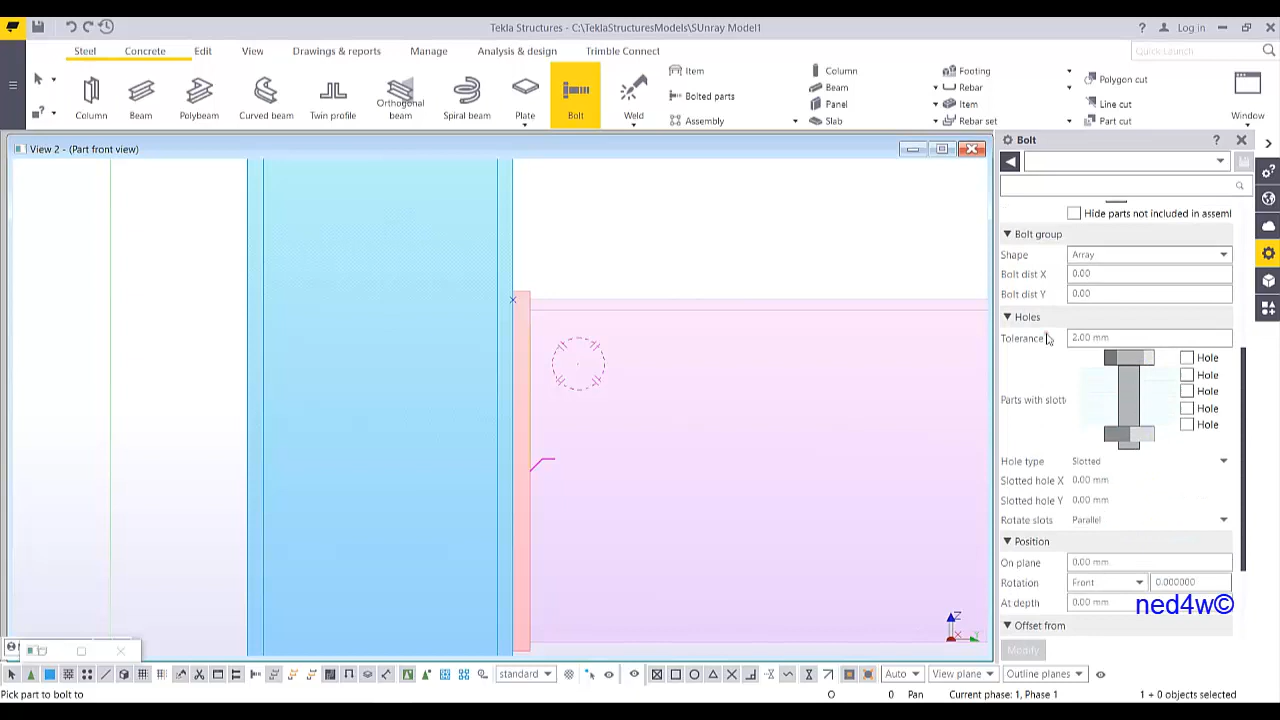 Tekla Structures - C:\TeklaStructuresModels\SUnray Model1
Log in
Steel Concrete Edit View Drawings & reports Manage Analysis & design Trimble Connect
Quick Launch
Column Beam Polybeam Curved beam Twin profile Orthogonal beam Spiral beam Plate Bolt Weld
Item Column Footing Polygon cut
Bolted parts Beam Rebar Line cut
Panel Item
Assembly Slab Rebar set Part cut
Window
View 2 - (Part front view)
Bolt
Hide parts not included in asseml
Bolt group
Shape Array
Bolt dist X 0.00
Bolt dist Y 0.00
Holes
Tolerance 2.00 mm
Hole
Hole
Parts with slott Hole
Hole
Hole
Hole type Slotted
Slotted hole X 0.00 mm
Slotted hole Y 0.00 mm
Rotate slots Parallel
Position
On plane 0.00 mm
Rotation Front 0.000000
At depth 0.00 mm
ned4w©
Offset from
Modify
Z
X
Y
standard
Auto
View plane
Outline planes
Pick part to bolt to
O 0 Pan Current phase: 1, Phase 1 1 + 0 objects selected